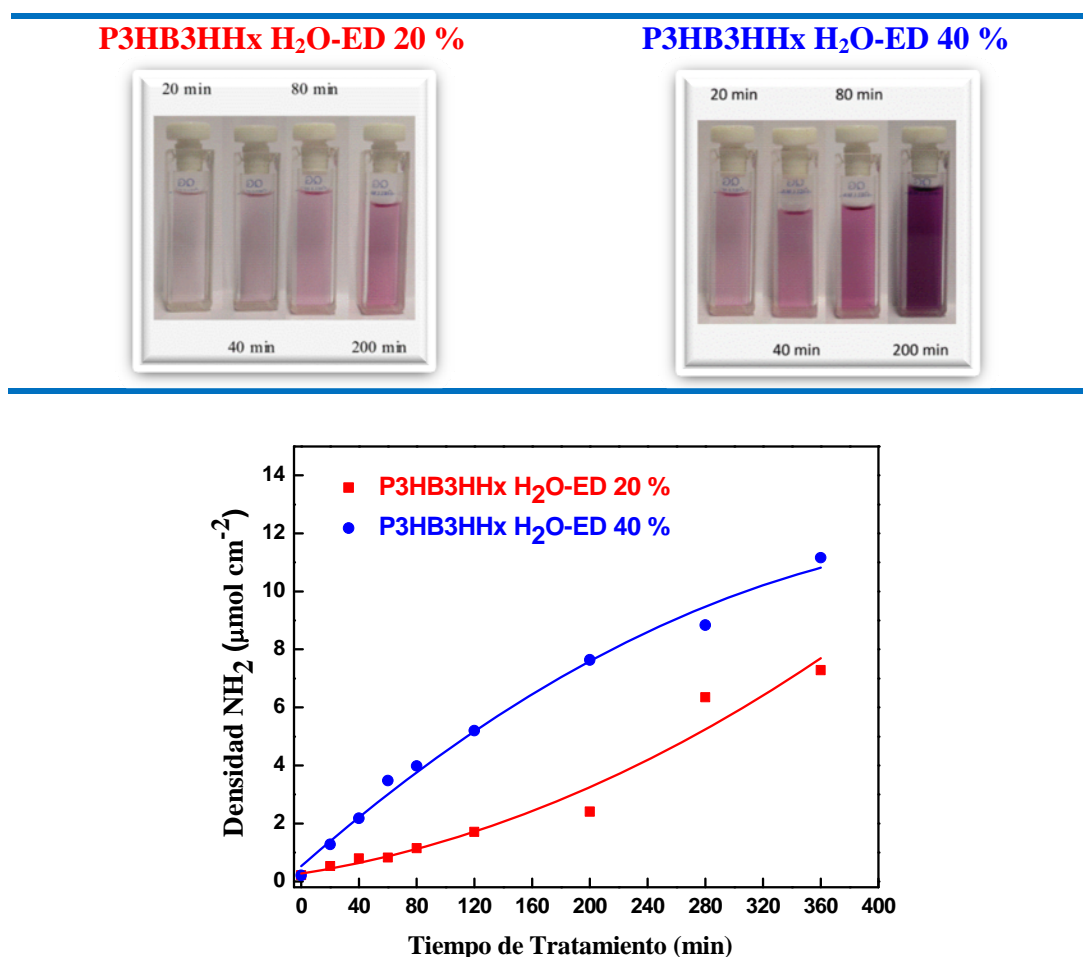 P3HB3HHx H₂O-ED 20 %
P3HB3HHx H₂O-ED 40 %
20 min 80 min
40 min 200 min
20 min 80 min
40 min 200 min
P3HB3HHx H₂O-ED 20 %
P3HB3HHx H₂O-ED 40 %
Densidad NH₂ (μmol cm⁻²)
14
12
10
8
6
4
2
0
0 40 80 120 160 200 240 280 320 360 400
Tiempo de Tratamiento (min)